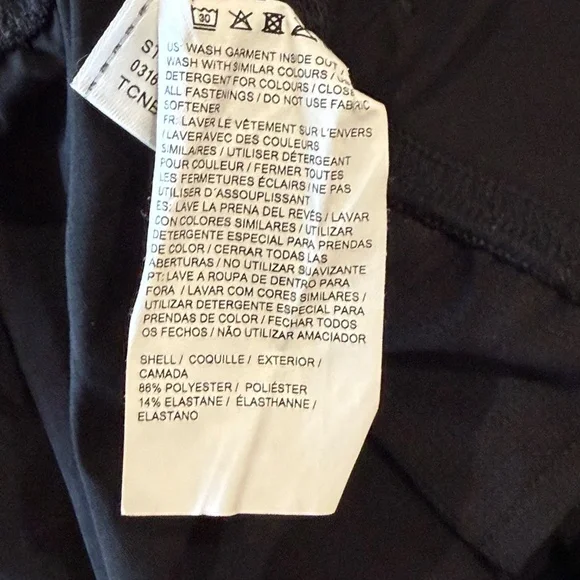 30
ST
0316
TCNE
US: WASH GARMENT INSIDE OUT /
WASH WITH SIMILAR COLOURS /
DETERGENT FOR COLOURS / CLOSE
ALL FASTENINGS / DO NOT USE FABRIC
SOFTENER
FR: LAVER LE VÊTEMENT SUR L'ENVERS
/ LAVER AVEC DES COULEURS
SIMILAIRES / UTILISER DÉTERGEANT
POUR COULEUR / FERMER TOUTES
LES FERMETURES ÉCLAIRS / NE PAS
UTILISER D'ASSOUPLISSANT
ES: LAVE LA PRENA DEL REVÉS / LAVAR
CON COLORES SIMILARES / UTILIZAR
DETERGENTE ESPECIAL PARA PRENDAS
DE COLOR / CERRAR TODAS LAS
ABERTURAS / NO UTILIZAR SUAVIZANTE
PT: LAVE A ROUPA DE DENTRO PARA
FORA / LAVAR COM CORES SIMILARES /
UTILIZAR DETERGENTE ESPECIAL PARA
PRENDAS DE COLOR / FECHAR TODOS
OS FECHOS / NÃO UTILIZAR AMACIADOR
SHELL / COQUILLE / EXTERIOR /
CAMADA
86% POLYESTER / POLIÉSTER
14% ELASTANE / ÉLASTHANNE /
ELASTANO